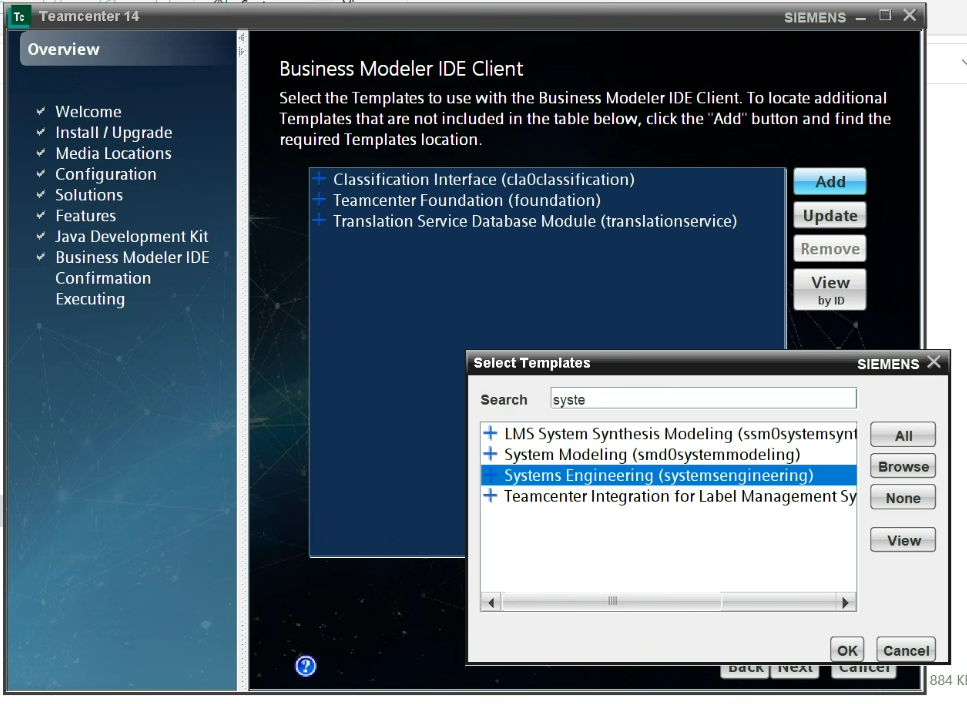 Tc Teamcenter 14 SIEMENS
Overview
Welcome
Install / Upgrade
Media Locations
Configuration
Solutions
Features
Java Development Kit
Business Modeler IDE
Confirmation
Executing
Business Modeler IDE Client
Select the Templates to use with the Business Modeler IDE Client. To locate additional
Templates that are not included in the table below, click the "Add" button and find the
required Templates location.
Classification Interface (cla0classification)
Teamcenter Foundation (foundation)
Translation Service Database Module (translationservice)
Add
Update
Remove
View
by ID
Select Templates SIEMENS
Search syste
LMS System Synthesis Modeling (ssm0systemsynt
System Modeling (smd0systemmodeling)
Systems Engineering (systemsengineering)
Teamcenter Integration for Label Management Sy
All
Browse
None
View
OK Cancel
Back Next Cancel
884 K